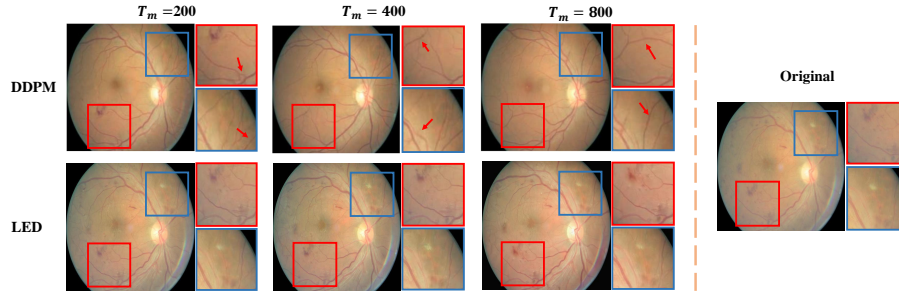 T_m =200
T_m = 400
T_m = 800
DDPM
Original
LED